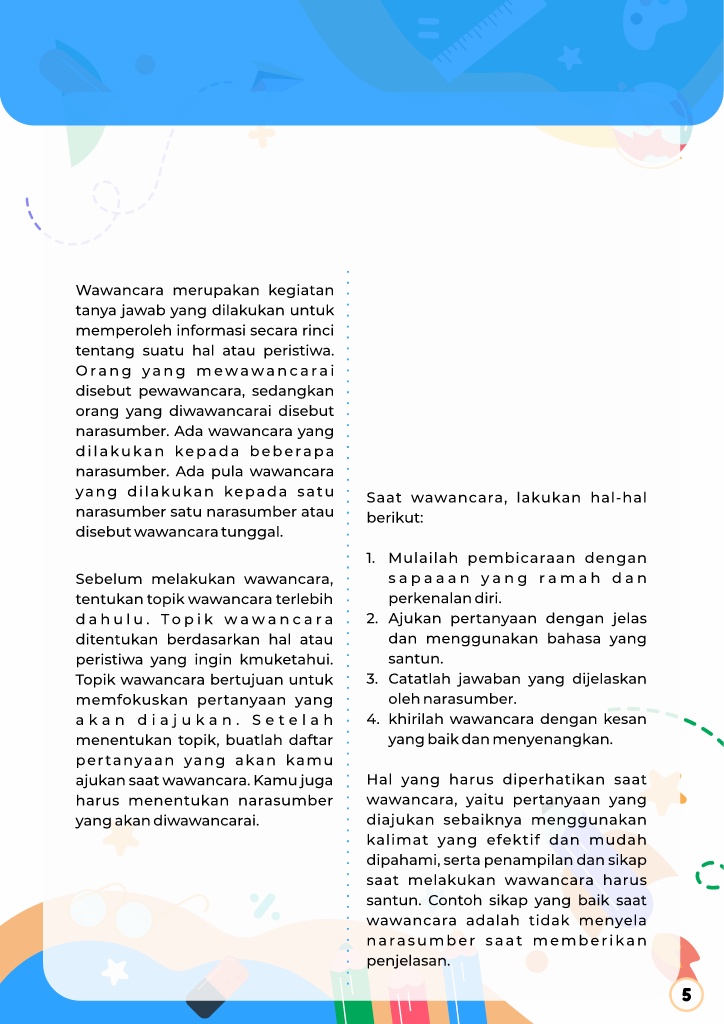 Wawancara merupakan kegiatan
tanya jawab yang dilakukan untuk
memperoleh informasi secara rinci
tentang suatu hal atau peristiwa.
Orang yang mewawancarai
disebut pewawancara, sedangkan
orang yang diwawancarai disebut
narasumber. Ada wawancara yang
dilakukan kepada beberapa
narasumber. Ada pula wawancara
yang dilakukan kepada satu
narasumber satu narasumber atau
disebut wawancara tunggal.
Sebelum melakukan wawancara,
tentukan topik wawancara terlebih
dahulu. Topik wawancara
ditentukan berdasarkan hal atau
peristiwa yang ingin kmuketahui.
Topik wawancara bertujuan untuk
memfokuskan pertanyaan yang
akan diajukan. Setelah
menentukan topik, buatlah daftar
pertanyaan yang akan kamu
ajukan saat wawancara. Kamu juga
harus menentukan narasumber
yang akan diwawancarai.
Saat wawancara, lakukan hal-hal
berikut:
1. Mulailah pembicaraan dengan
sapaaan yang ramah dan
perkenalan diri.
2. Ajukan pertanyaan dengan jelas
dan menggunakan bahasa yang
santun.
3. Catatlah jawaban yang dijelaskan
oleh narasumber.
4. khirilah wawancara dengan kesan
yang baik dan menyenangkan.
Hal yang harus diperhatikan saat
wawancara, yaitu pertanyaan yang
diajukan sebaiknya menggunakan
kalimat yang efektif dan mudah
dipahami, serta penampilan dan sikap
saat melakukan wawancara harus
santun. Contoh sikap yang baik saat
wawancara adalah tidak menyela
narasumber saat memberikan
penjelasan.
5